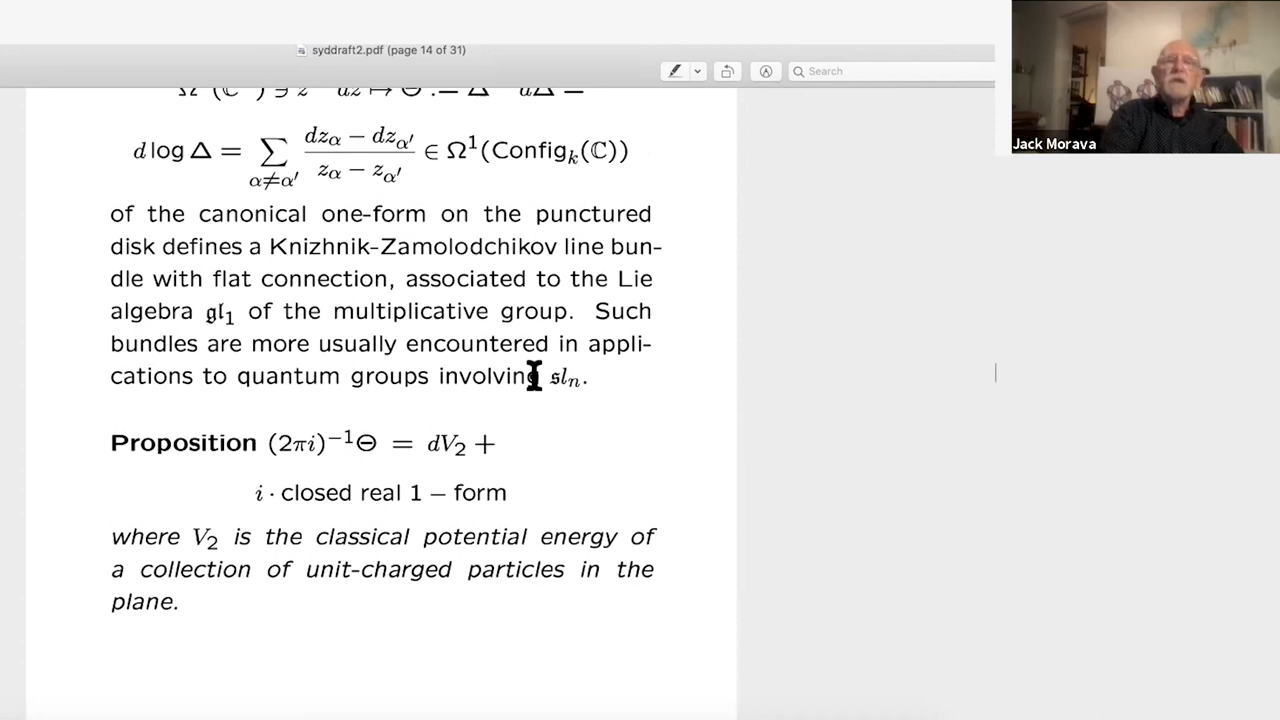 syddraft2.pdf (page 14 of 31)
Search
Jack Morava
d log Δ = ∑_{α≠α′} (dz_α − dz_{α′}) / (z_α − z_{α′}) ∈ Ω¹(Config_k(ℂ))
of the canonical one-form on the punctured
disk defines a Knizhnik-Zamolodchikov line bun-
dle with flat connection, associated to the Lie
algebra 𝔤𝔩₁ of the multiplicative group. Such
bundles are more usually encountered in appli-
cations to quantum groups involving 𝔰l_n.
Proposition (2πi)⁻¹Θ = dV₂ +
i · closed real 1 − form
where V₂ is the classical potential energy of
a collection of unit-charged particles in the
plane.